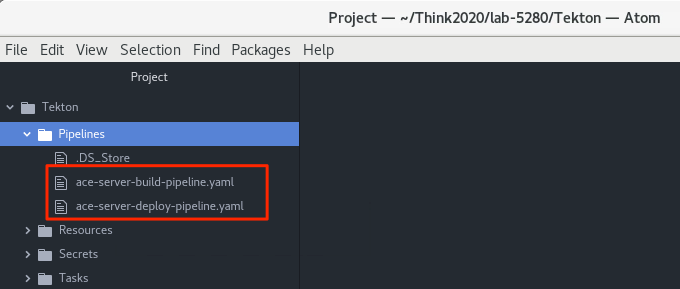 Project — ~/Think2020/lab-5280/Tekton — Atom
File Edit View Selection Find Packages Help
Project
Tekton
Pipelines
.DS_Store
ace-server-build-pipeline.yaml
ace-server-deploy-pipeline.yaml
Resources
Secrets
Tasks